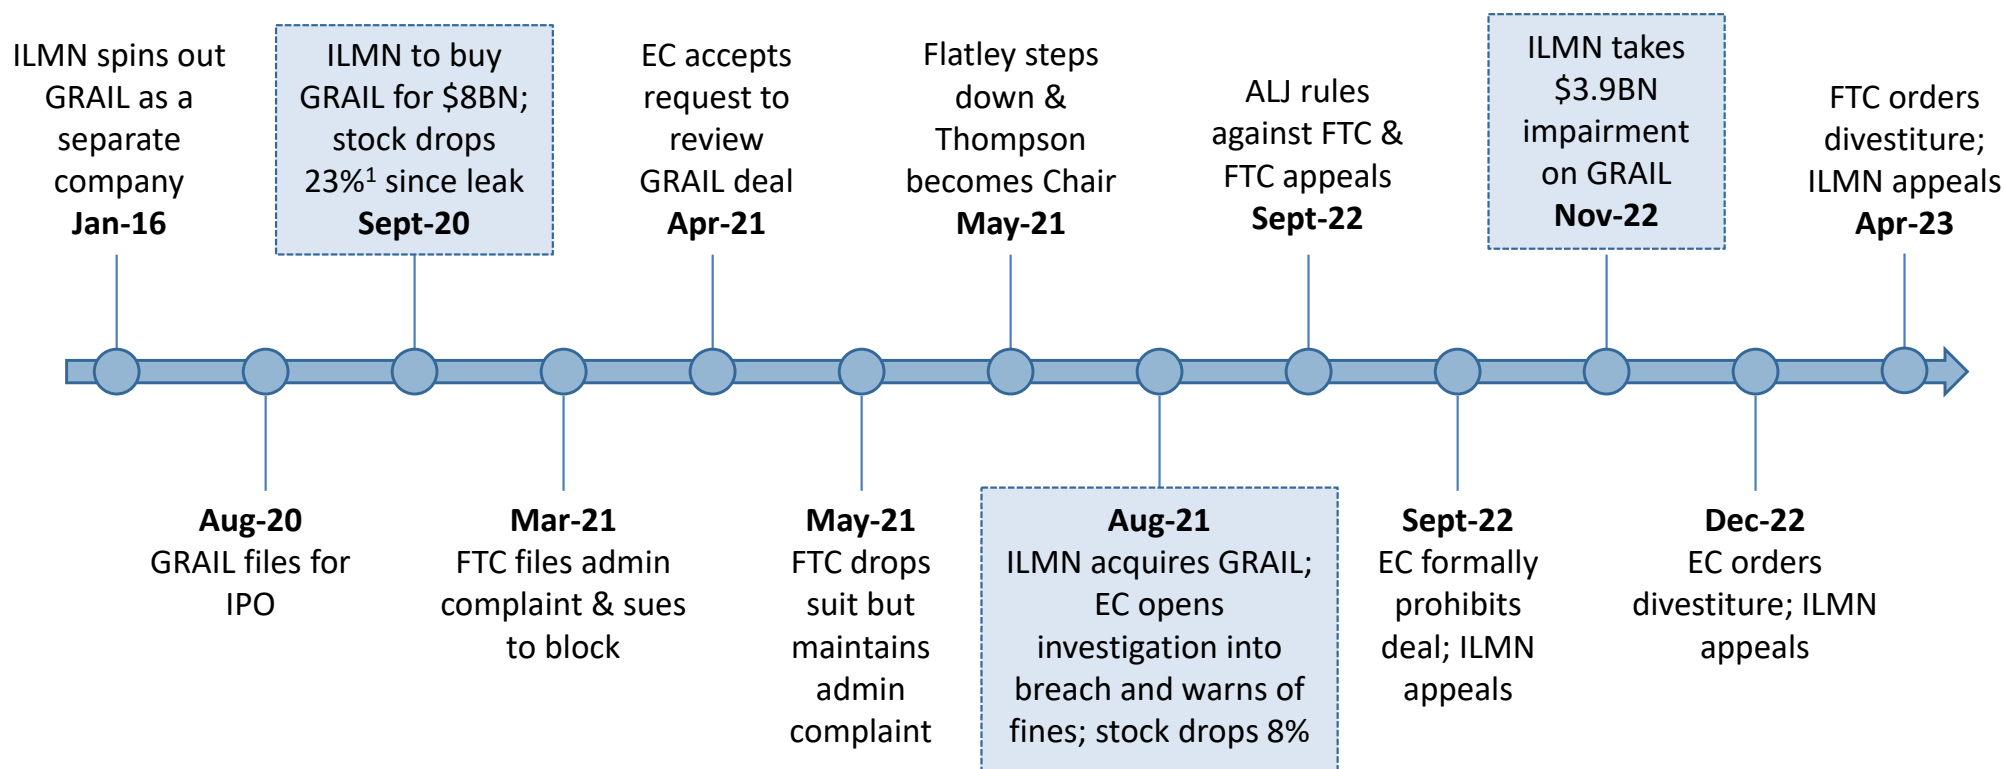 ILMN spins out
GRAIL as a
separate
company
Jan-16
ILMN to buy
GRAIL for $8BN;
stock drops
23%¹ since leak
Sept-20
EC accepts
request to
review
GRAIL deal
Apr-21
Flatley steps
down &
Thompson
becomes Chair
May-21
ALJ rules
against FTC &
FTC appeals
Sept-22
ILMN takes
$3.9BN
impairment
on GRAIL
Nov-22
FTC orders
divestiture;
ILMN appeals
Apr-23
Aug-20
GRAIL files for
IPO
Mar-21
FTC files admin
complaint & sues
to block
May-21
FTC drops
suit but
maintains
admin
complaint
Aug-21
ILMN acquires GRAIL;
EC opens
investigation into
breach and warns of
fines; stock drops 8%
Sept-22
EC formally
prohibits
deal; ILMN
appeals
Dec-22
EC orders
divestiture; ILMN
appeals